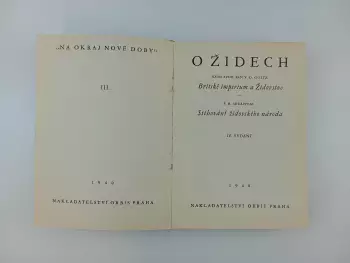 „NA OKRAJ NOVÉ DOBY“
III.
1940
NAKLADATELSTVÍ ORBIS PRAHA
O ŽIDECH
Britské imperium a Židovstvo
Stěhování židovského národa
II. VYDÁNÍ
1940
NAKLADATELSTVÍ ORBIS PRAHA